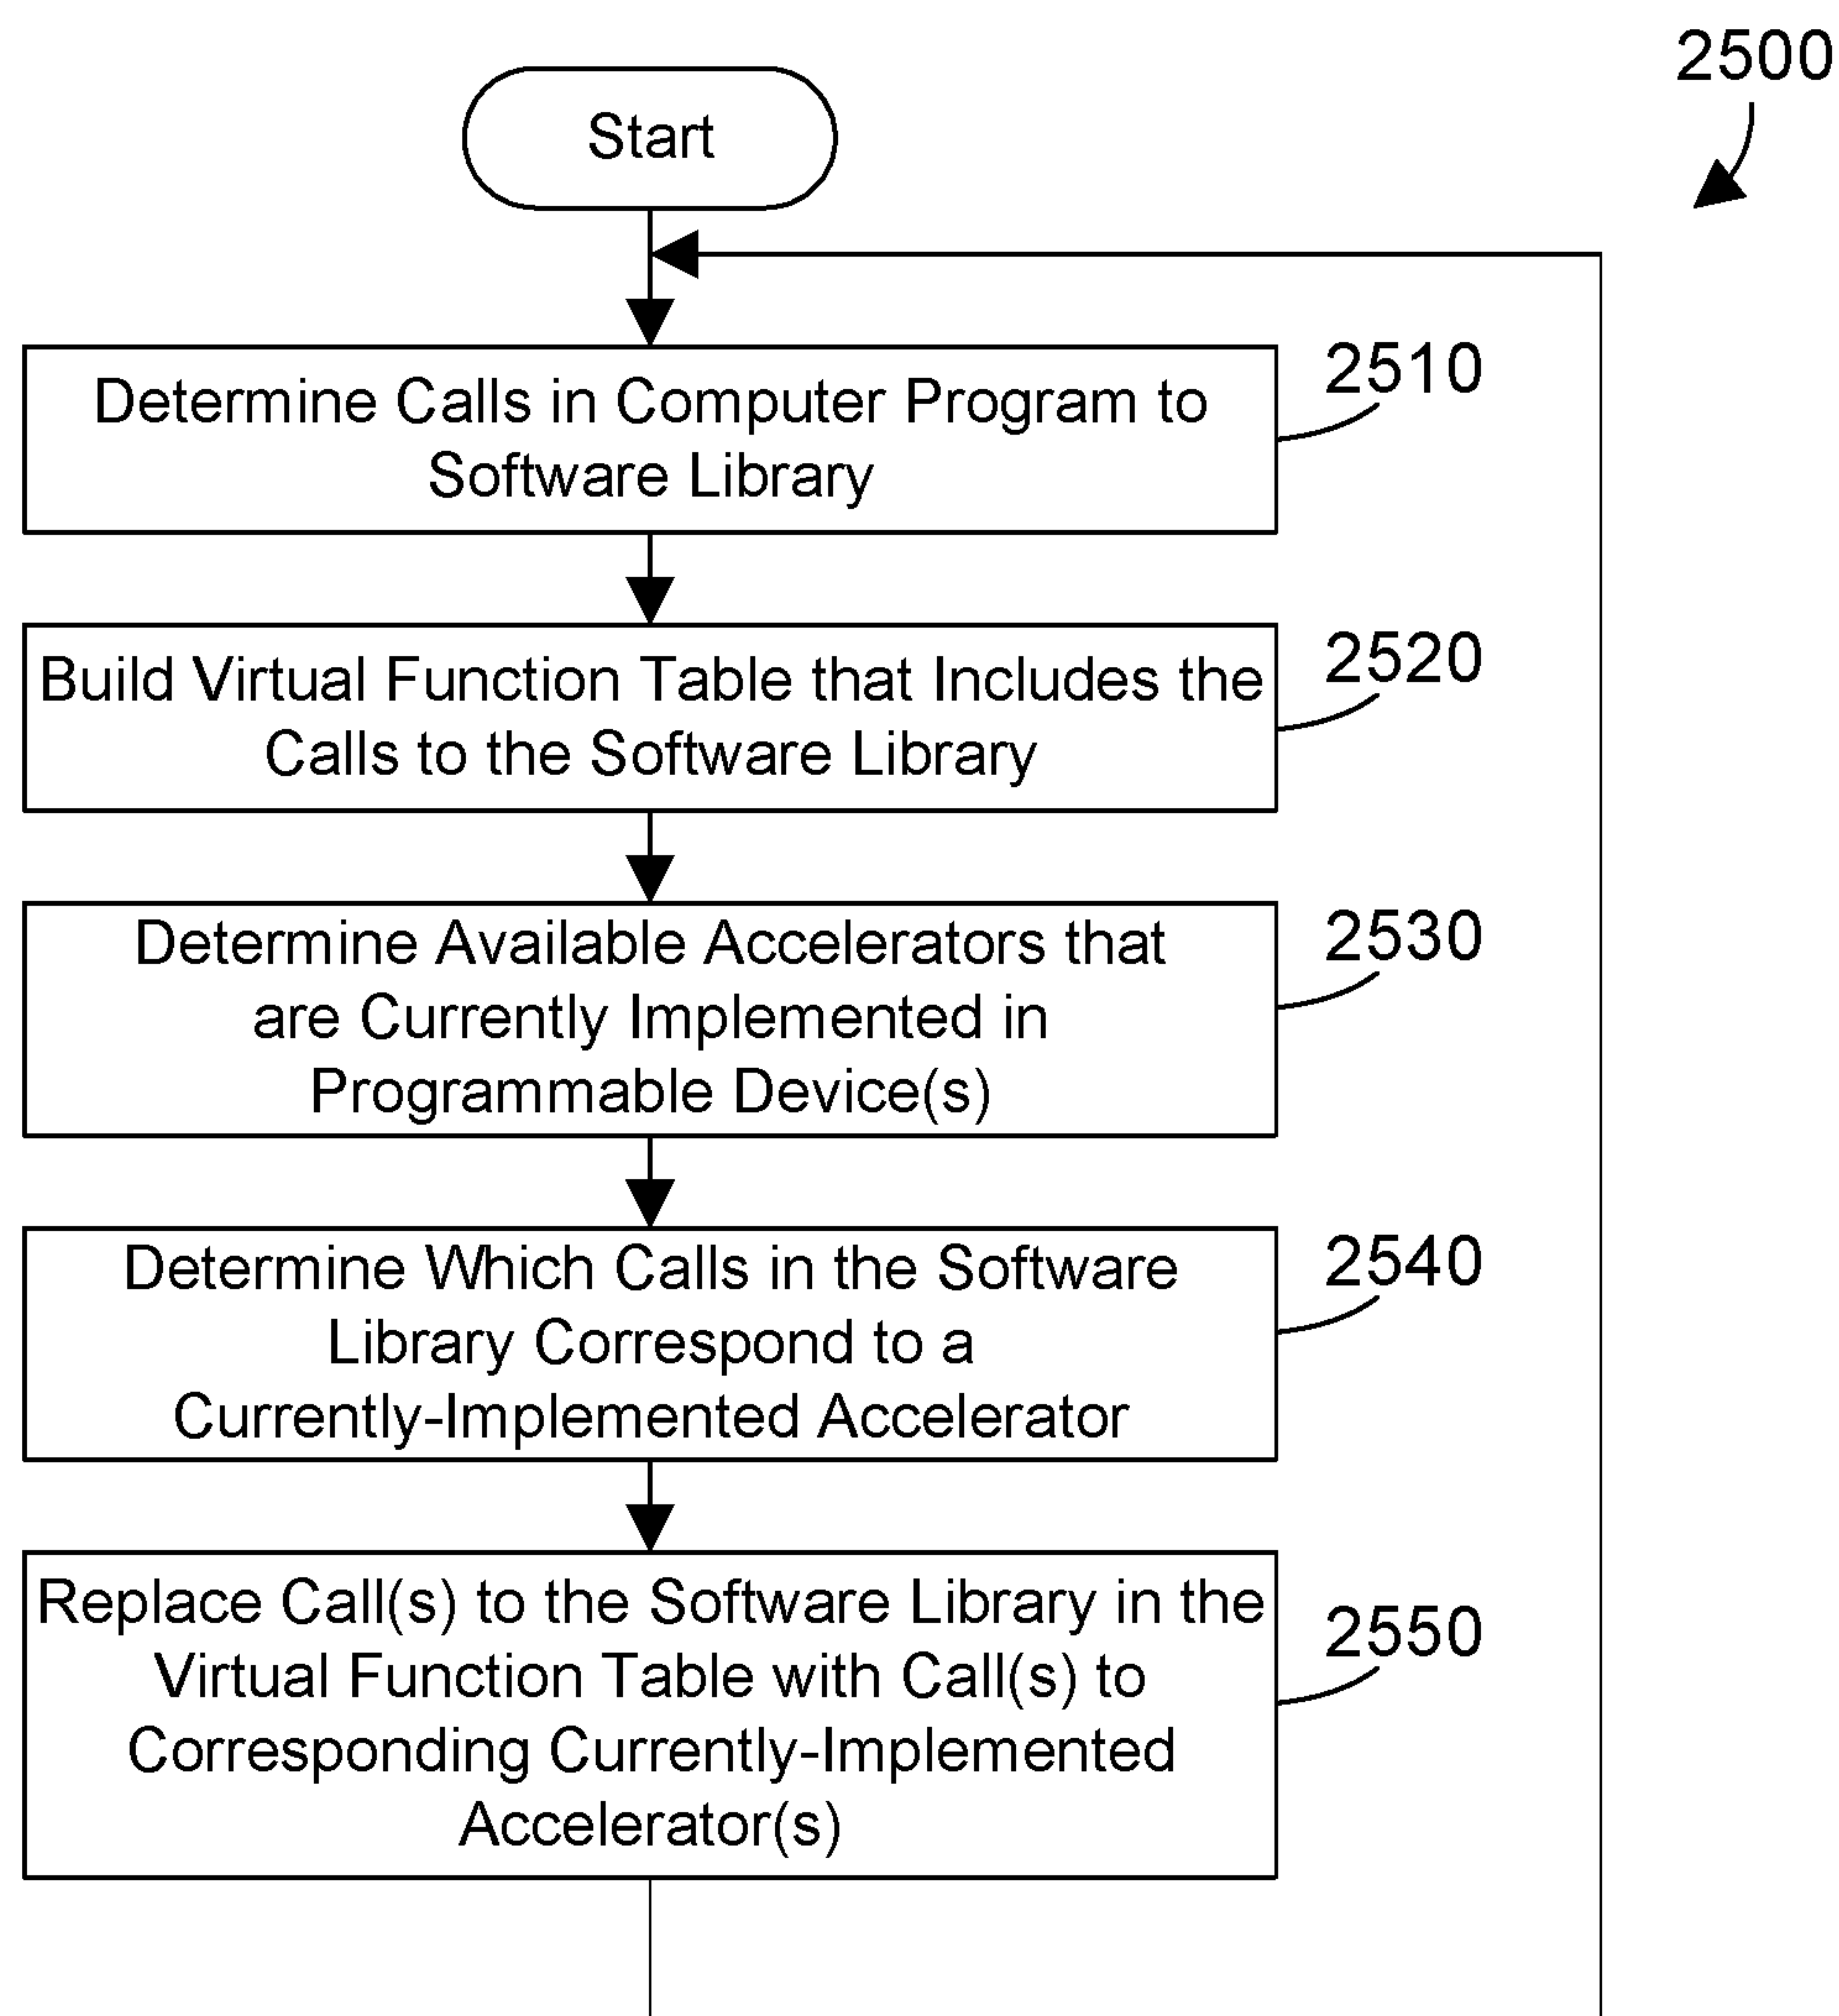 2500
Start
Determine Calls in Computer Program to
Software Library
2510
Build Virtual Function Table that Includes the
Calls to the Software Library
2520
Determine Available Accelerators that
are Currently Implemented in
Programmable Device(s)
2530
Determine Which Calls in the Software
Library Correspond to a
Currently-Implemented Accelerator
2540
Replace Call(s) to the Software Library in the
Virtual Function Table with Call(s) to
Corresponding Currently-Implemented
Accelerator(s)
2550